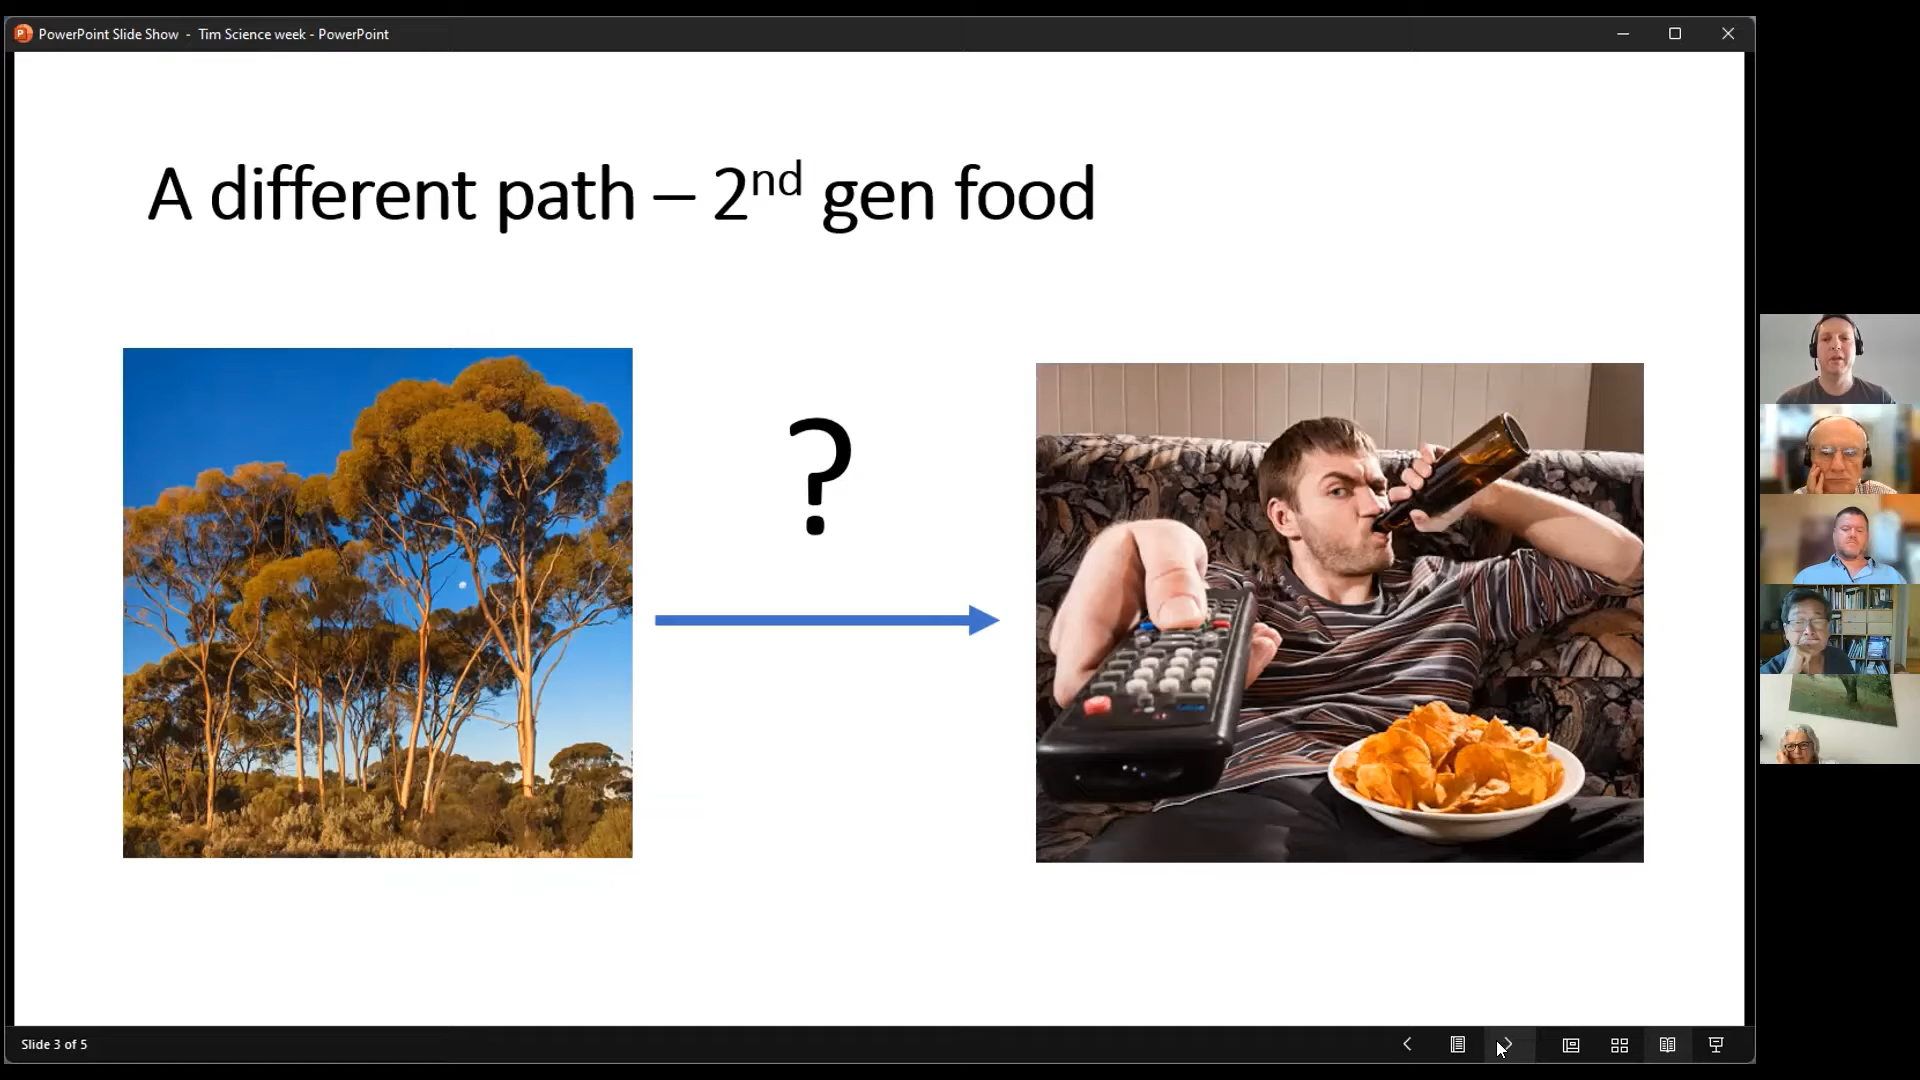 PowerPoint Slide Show - Tim Science week - PowerPoint
A different path – 2nd gen food
?
Slide 3 of 5